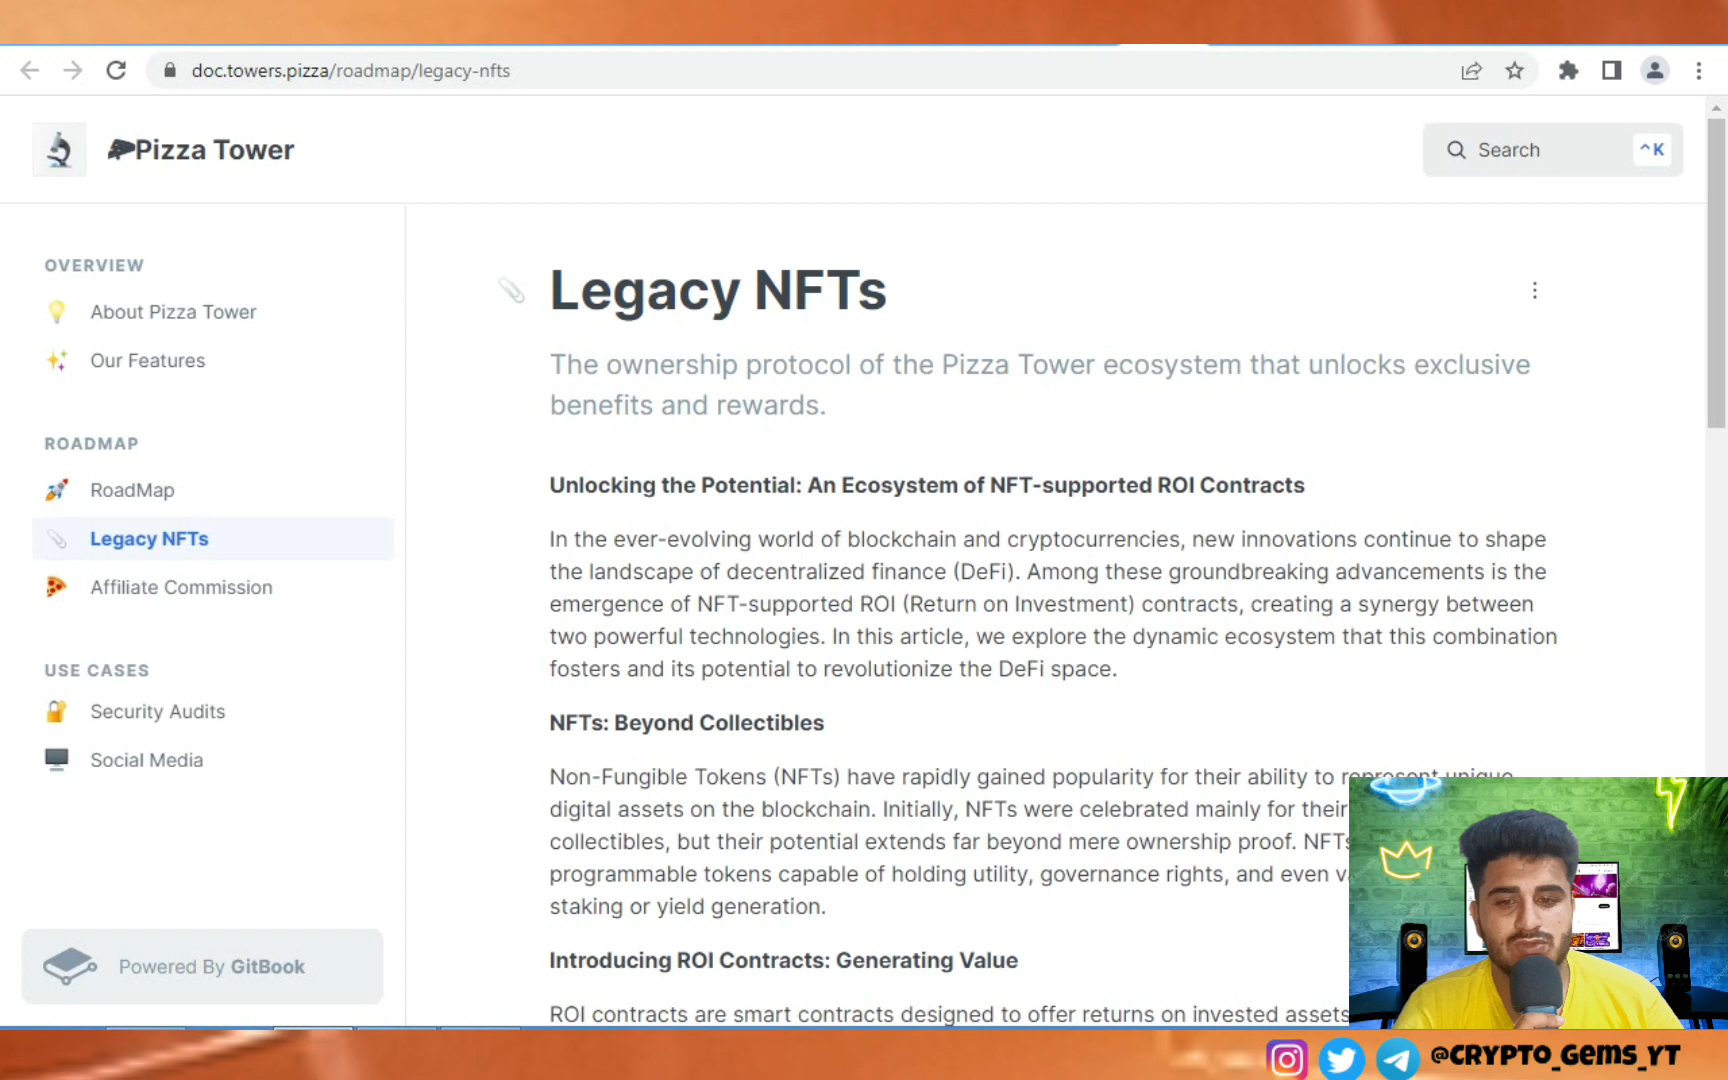 doc.towers.pizza/roadmap/legacy-nfts
Pizza Tower
Search
^K
OVERVIEW
About Pizza Tower
Our Features
ROADMAP
RoadMap
Legacy NFTs
Affiliate Commission
USE CASES
Security Audits
Social Media
Powered By GitBook
Legacy NFTs
The ownership protocol of the Pizza Tower ecosystem that unlocks exclusive
benefits and rewards.
Unlocking the Potential: An Ecosystem of NFT-supported ROI Contracts
In the ever-evolving world of blockchain and cryptocurrencies, new innovations continue to shape
the landscape of decentralized finance (DeFi). Among these groundbreaking advancements is the
emergence of NFT-supported ROI (Return on Investment) contracts, creating a synergy between
two powerful technologies. In this article, we explore the dynamic ecosystem that this combination
fosters and its potential to revolutionize the DeFi space.
NFTs: Beyond Collectibles
Non-Fungible Tokens (NFTs) have rapidly gained popularity for their ability to represent unique
digital assets on the blockchain. Initially, NFTs were celebrated mainly for their
collectibles, but their potential extends far beyond mere ownership proof. NFTs
programmable tokens capable of holding utility, governance rights, and even
staking or yield generation.
Introducing ROI Contracts: Generating Value
ROI contracts are smart contracts designed to offer returns on invested assets
@CRYPTO_GEMS_YT